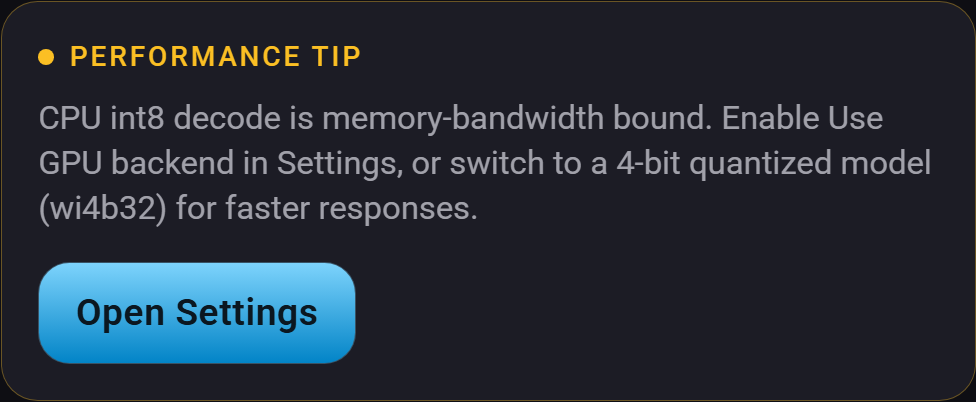 PERFORMANCE TIP
CPU int8 decode is memory-bandwidth bound. Enable Use
GPU backend in Settings, or switch to a 4-bit quantized model
(wi4b32) for faster responses.
Open Settings